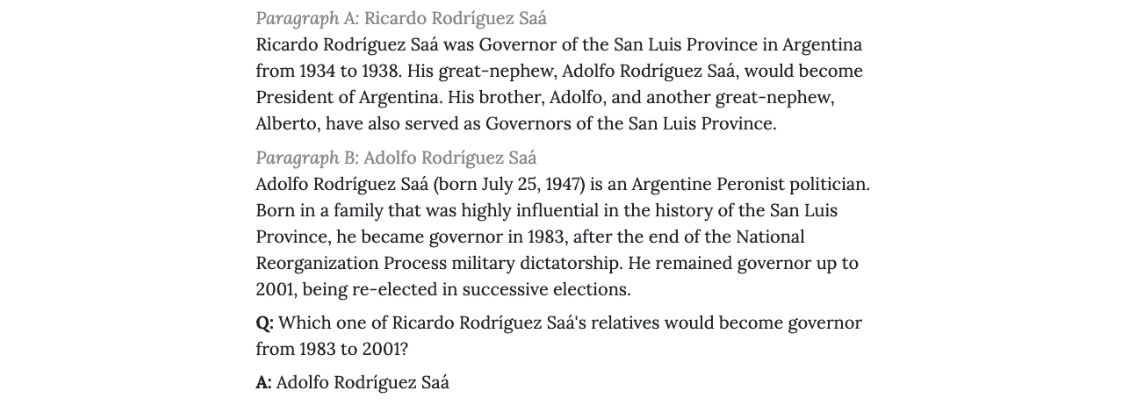 Paragraph A: Ricardo Rodríguez Saá
Ricardo Rodríguez Saá was Governor of the San Luis Province in Argentina
from 1934 to 1938. His great-nephew, Adolfo Rodríguez Saá, would become
President of Argentina. His brother, Adolfo, and another great-nephew,
Alberto, have also served as Governors of the San Luis Province.
Paragraph B: Adolfo Rodríguez Saá
Adolfo Rodríguez Saá (born July 25, 1947) is an Argentine Peronist politician.
Born in a family that was highly influential in the history of the San Luis
Province, he became governor in 1983, after the end of the National
Reorganization Process military dictatorship. He remained governor up to
2001, being re-elected in successive elections.
Q: Which one of Ricardo Rodríguez Saá's relatives would become governor
from 1983 to 2001?
A: Adolfo Rodríguez Saá